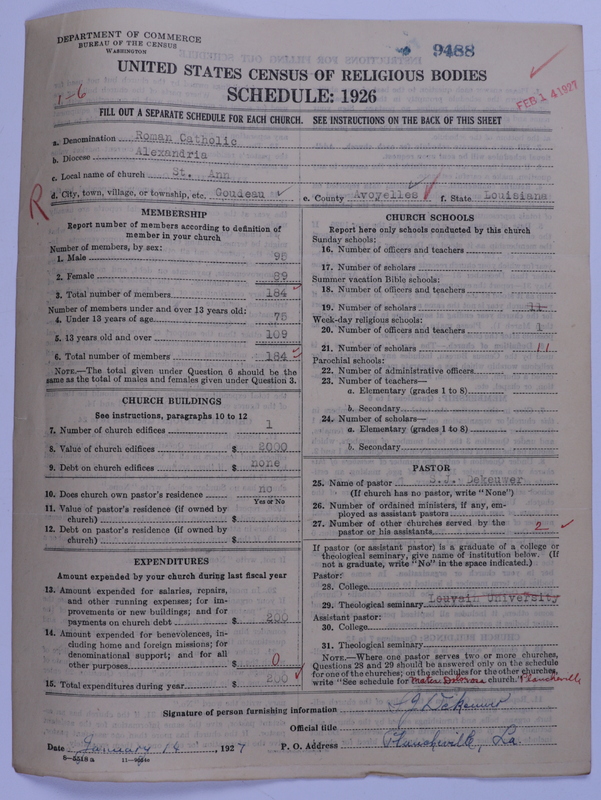 DEPARTMENT OF COMMERCE
BUREAU OF THE CENSUS
WASHINGTON
9488
UNITED STATES CENSUS OF RELIGIOUS BODIES
SCHEDULE: 1926
1-6
FEB 14 1927
FILL OUT A SEPARATE SCHEDULE FOR EACH CHURCH. SEE INSTRUCTIONS ON THE BACK OF THIS SHEET
a. Denomination Roman Catholic
b. Diocese Alexandria
c. Local name of church St. Ann
d. City, town, village, or township, etc. Goudeau e. County Avoyelles f. State Louisiana
R
MEMBERSHIP
Report number of members according to definition of
member in your church
Number of members, by sex:
1. Male 95
2. Female 89
3. Total number of members 184
Number of members under and over 13 years old:
4. Under 13 years of age 75
5. 13 years old and over 109
6. Total number of members 184
NOTE.—The total given under Question 6 should be the
same as the total of males and females given under Question 3.
CHURCH BUILDINGS
See instructions, paragraphs 10 to 12
7. Number of church edifices 1
8. Value of church edifices $ 2000
9. Debt on church edifices $ none
10. Does church own pastor's residence no
Yes or No
11. Value of pastor's residence (if owned by
church) $
12. Debt on pastor's residence (if owned by
church) $
EXPENDITURES
Amount expended by your church during last fiscal year
13. Amount expended for salaries, repairs,
and other running expenses; for im-
provements or new buildings; and for
payments on church debt $ 200
14. Amount expended for benevolences, in-
cluding home and foreign missions; for
denominational support; and for all
other purposes $ 0
15. Total expenditures during year $ 200
CHURCH SCHOOLS
Report here only schools conducted by this church
Sunday schools:
16. Number of officers and teachers
17. Number of scholars
Summer vacation Bible schools:
18. Number of officers and teachers
19. Number of scholars 11
Week-day religious schools:
20. Number of officers and teachers 1
21. Number of scholars 11
Parochial schools:
22. Number of administrative officers
23. Number of teachers—
a. Elementary (grades 1 to 8)
b. Secondary
24. Number of scholars—
a. Elementary (grades 1 to 8)
b. Secondary
PASTOR
25. Name of pastor J. Dekeuwer
(If church has no pastor, write "None")
26. Number of ordained ministers, if any, em-
ployed as assistant pastors
27. Number of other churches served by the
pastor or his assistants 2
If pastor (or assistant pastor) is a graduate of a college or
theological seminary, give name of institution below. (If
not a graduate, write "No" in the space indicated.)
Pastor:
28. College
29. Theological seminary Louvain University
Assistant pastor:
30. College
31. Theological seminary
NOTE.—Where one pastor serves two or more churches,
Questions 28 and 29 should be answered only on the schedule
for one of the churches; on the schedules for the other churches,
write "See schedule for Mater Dolorosa church." Plaucheville
Signature of person furnishing information J Dekeuwer
Official title
Date January 14, 1927 P. O. Address Plaucheville, La.
8-5518a 11-9664c